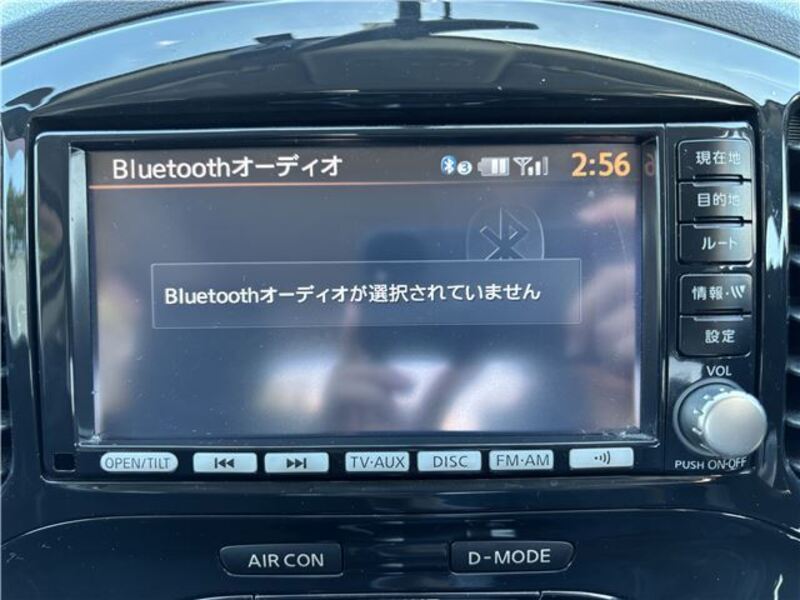 Bluetoothオーディオ
3
2:56
Bluetoothオーディオが選択されていません
現在地
目的地
ルート
情報・
設定
VOL
PUSH ON・OFF
OPEN/TILT
TV・AUX
DISC
FM・AM
AIR CON
D-MODE